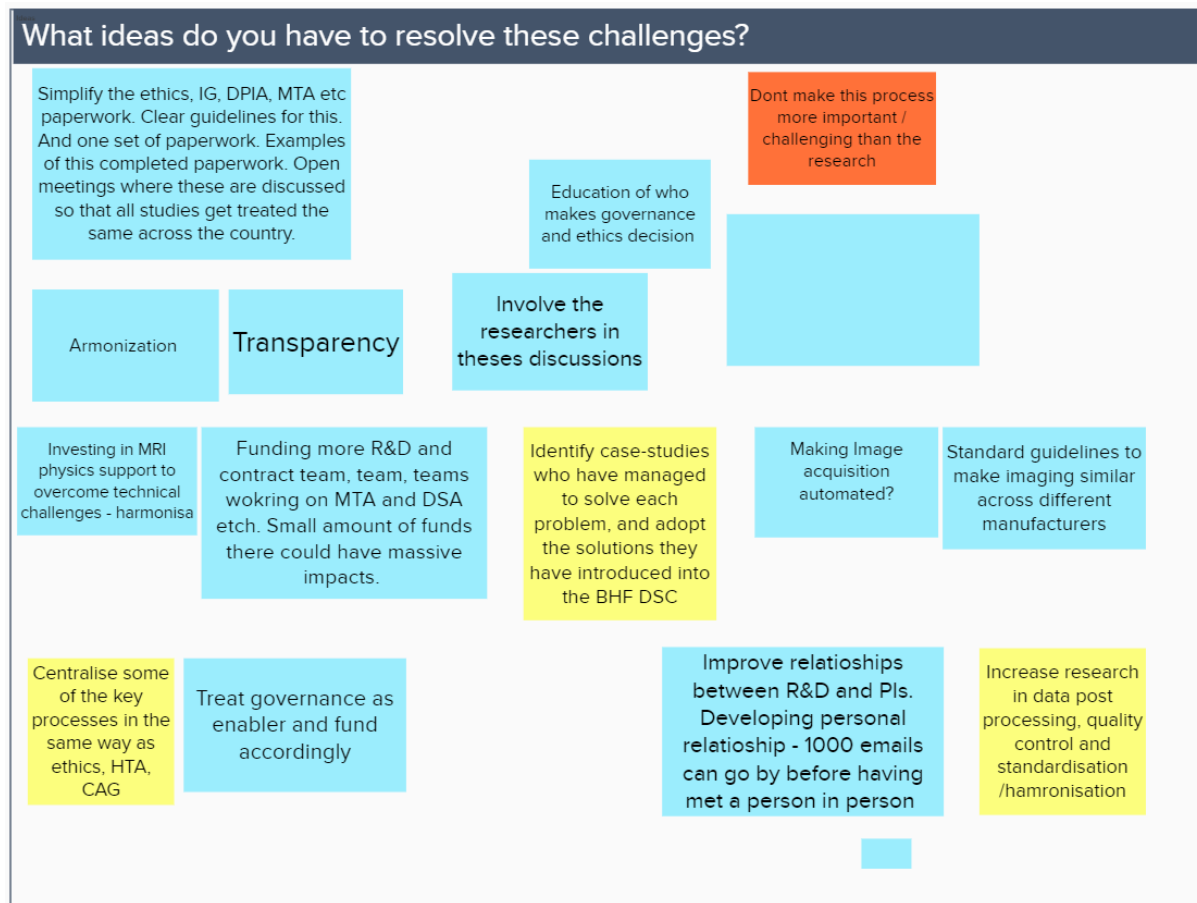 What ideas do you have to resolve these challenges?
Simplify the ethics, IG, DPIA, MTA etc
paperwork. Clear guidelines for this.
And one set of paperwork. Examples
of this completed paperwork. Open
meetings where these are discussed
so that all studies get treated the
same across the country.
Dont make this process
more important /
challenging than the
research
Education of who
makes governance
and ethics decision
Armonization
Transparency
Involve the
researchers in
theses discussions
Investing in MRI
physics support to
overcome technical
challenges - harmonisa
Funding more R&D and
contract team, team, teams
wokring on MTA and DSA
etch. Small amount of funds
there could have massive
impacts.
Identify case-studies
who have managed
to solve each
problem, and adopt
the solutions they
have introduced into
the BHF DSC
Making Image
acquisition
automated?
Standard guidelines to
make imaging similar
across different
manufacturers
Centralise some
of the key
processes in the
same way as
ethics, HTA,
CAG
Treat governance as
enabler and fund
accordingly
Improve relatioships
between R&D and PIs.
Developing personal
relatioship - 1000 emails
can go by before having
met a person in person
Increase research
in data post
processing, quality
control and
standardisation
/hamronisation